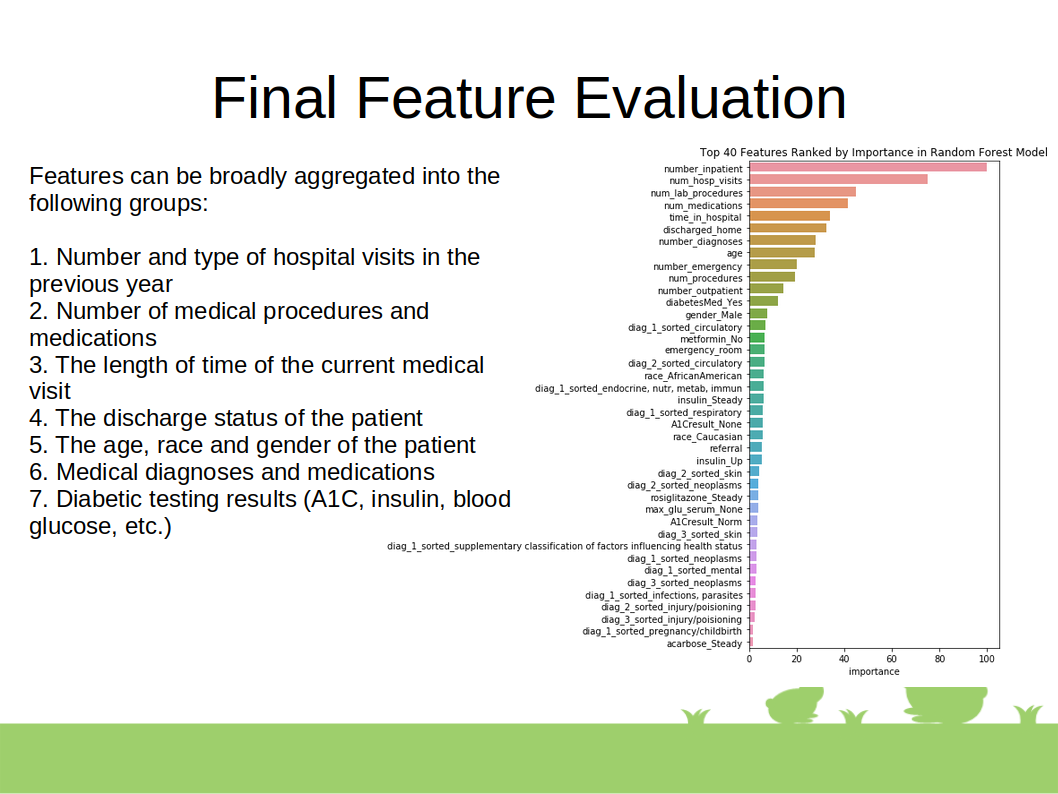 Final Feature Evaluation
Features can be broadly aggregated into the
following groups:
1. Number and type of hospital visits in the
previous year
2. Number of medical procedures and
medications
3. The length of time of the current medical
visit
4. The discharge status of the patient
5. The age, race and gender of the patient
6. Medical diagnoses and medications
7. Diabetic testing results (A1C, insulin, blood
glucose, etc.)
Top 40 Features Ranked by Importance in Random Forest Model
number_inpatient
num_hosp_visits
num_lab_procedures
num_medications
time_in_hospital
discharged_home
number_diagnoses
age
number_emergency
num_procedures
number_outpatient
diabetesMed_Yes
gender_Male
diag_1_sorted_circulatory
metformin_No
emergency_room
diag_2_sorted_circulatory
race_AfricanAmerican
diag_1_sorted_endocrine, nutr, metab, immun
insulin_Steady
diag_1_sorted_respiratory
A1Cresult_None
race_Caucasian
referral
insulin_Up
diag_2_sorted_skin
diag_2_sorted_neoplasms
rosiglitazone_Steady
max_glu_serum_None
A1Cresult_Norm
diag_3_sorted_skin
diag_1_sorted_supplementary classification of factors influencing health status
diag_1_sorted_neoplasms
diag_1_sorted_mental
diag_3_sorted_neoplasms
diag_1_sorted_infections, parasites
diag_2_sorted_injury/poisioning
diag_3_sorted_injury/poisioning
diag_1_sorted_pregnancy/childbirth
acarbose_Steady
0 20 40 60 80 100
importance